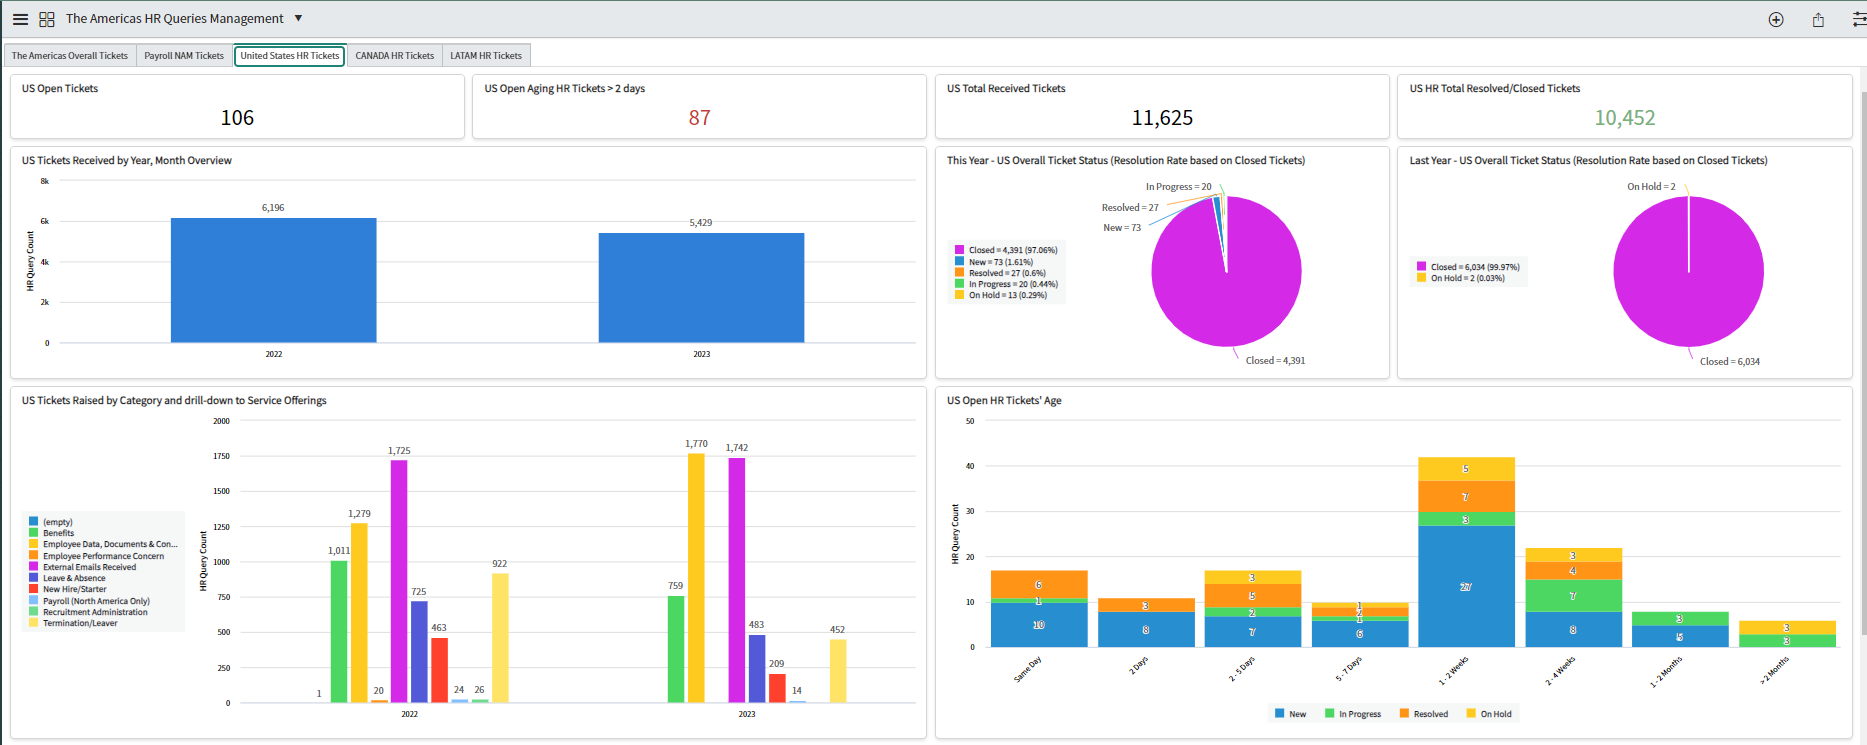 The Americas HR Queries Management
The Americas Overall Tickets
Payroll NAM Tickets
United States HR Tickets
CANADA HR Tickets
LATAM HR Tickets
US Open Tickets
106
US Open Aging HR Tickets > 2 days
87
US Total Received Tickets
11,625
US HR Total Resolved/Closed Tickets
10,452
US Tickets Received by Year, Month Overview
HR Query Count
8k
6k
4k
2k
0
6,196
5,429
2022
2023
This Year - US Overall Ticket Status (Resolution Rate based on Closed Tickets)
Closed = 4,391 (97.06%)
New = 73 (1.61%)
Resolved = 27 (0.6%)
In Progress = 20 (0.44%)
On Hold = 13 (0.29%)
In Progress = 20
Resolved = 27
New = 73
Closed = 4,391
Last Year - US Overall Ticket Status (Resolution Rate based on Closed Tickets)
Closed = 6,034 (99.97%)
On Hold = 2 (0.03%)
On Hold = 2
Closed = 6,034
US Tickets Raised by Category and drill-down to Service Offerings
(empty)
Benefits
Employee Data, Documents & Con...
Employee Performance Concern
External Emails Received
Leave & Absence
New Hire/Starter
Payroll (North America Only)
Recruitment Administration
Termination/Leaver
HR Query Count
2000
1750
1500
1250
1000
750
500
250
0
1
1,011
1,279
20
1,725
725
463
24
26
922
759
1,770
1,742
483
209
14
452
2022
2023
US Open HR Tickets' Age
HR Query Count
50
40
30
20
10
0
6
1
10
3
8
3
5
2
7
1
2
1
6
5
7
3
27
3
4
7
8
3
5
3
3
Same Day
2 Days
2 - 5 Days
5 - 7 Days
1 - 2 Weeks
2 - 4 Weeks
1 - 2 Months
> 2 Months
New
In Progress
Resolved
On Hold